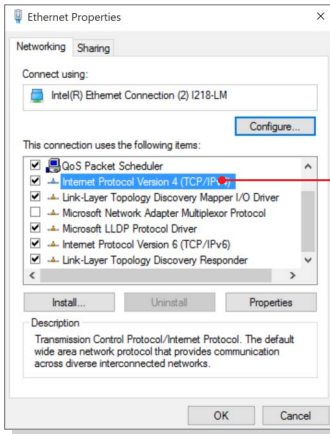 Ethernet Properties
Networking
Sharing
Connect using:
Intel(R) Ethernet Connection (2) I218-LM
Configure...
This connection uses the following items:
QoS Packet Scheduler
Internet Protocol Version 4 (TCP/IPv4)
Link-Layer Topology Discovery Mapper I/O Driver
Microsoft Network Adapter Multiplexor Protocol
Microsoft LLDP Protocol Driver
Internet Protocol Version 6 (TCP/IPv6)
Link-Layer Topology Discovery Responder
Install...
Uninstall
Properties
Description
Transmission Control Protocol/Internet Protocol. The default
wide area network protocol that provides communication
across diverse interconnected networks.
OK
Cancel